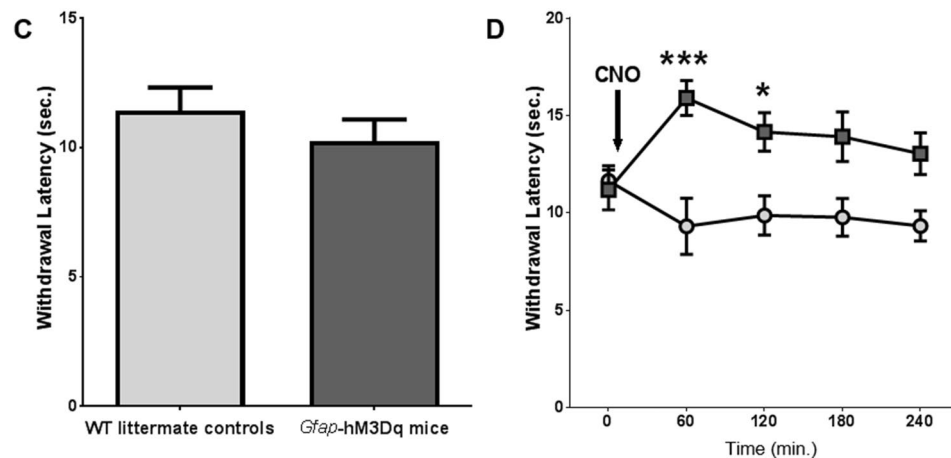 C
Withdrawal Latency (sec.)
15
10
5
0
WT littermate controls
Gfap-hM3Dq mice
D
Withdrawal Latency (sec.)
20
15
10
5
0
CNO
***
*
0 60 120 180 240
Time (min.)